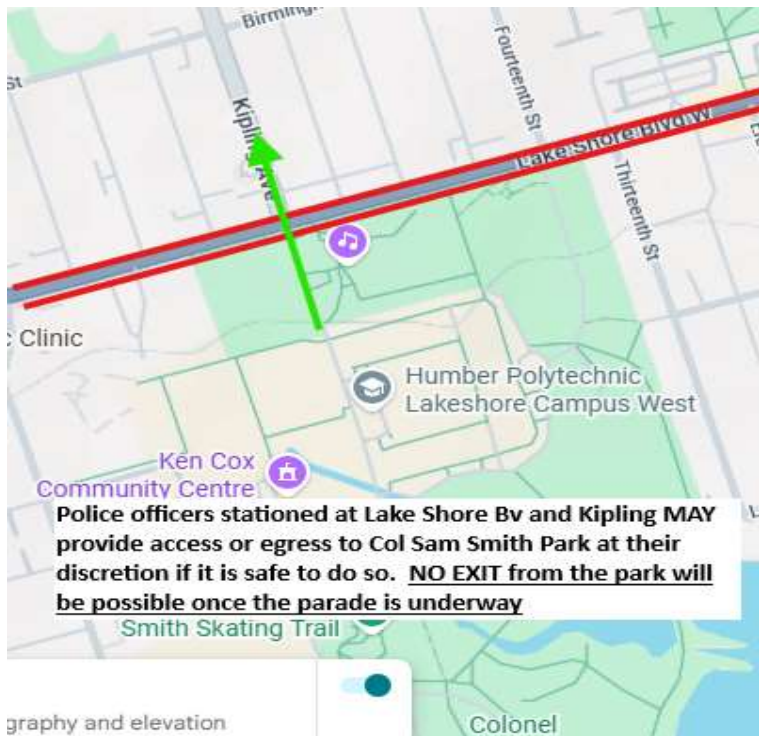 Birmingh
St
Kipling Ave
Fourteenth St
Lake Shore Blvd W
Thirteenth St
c Clinic
Humber Polytechnic
Lakeshore Campus West
Ken Cox
Community Centre
Police officers stationed at Lake Shore Bv and Kipling MAY
provide access or egress to Col Sam Smith Park at their
discretion if it is safe to do so.  NO EXIT from the park will
be possible once the parade is underway
Smith Skating Trail
graphy and elevation
Colonel